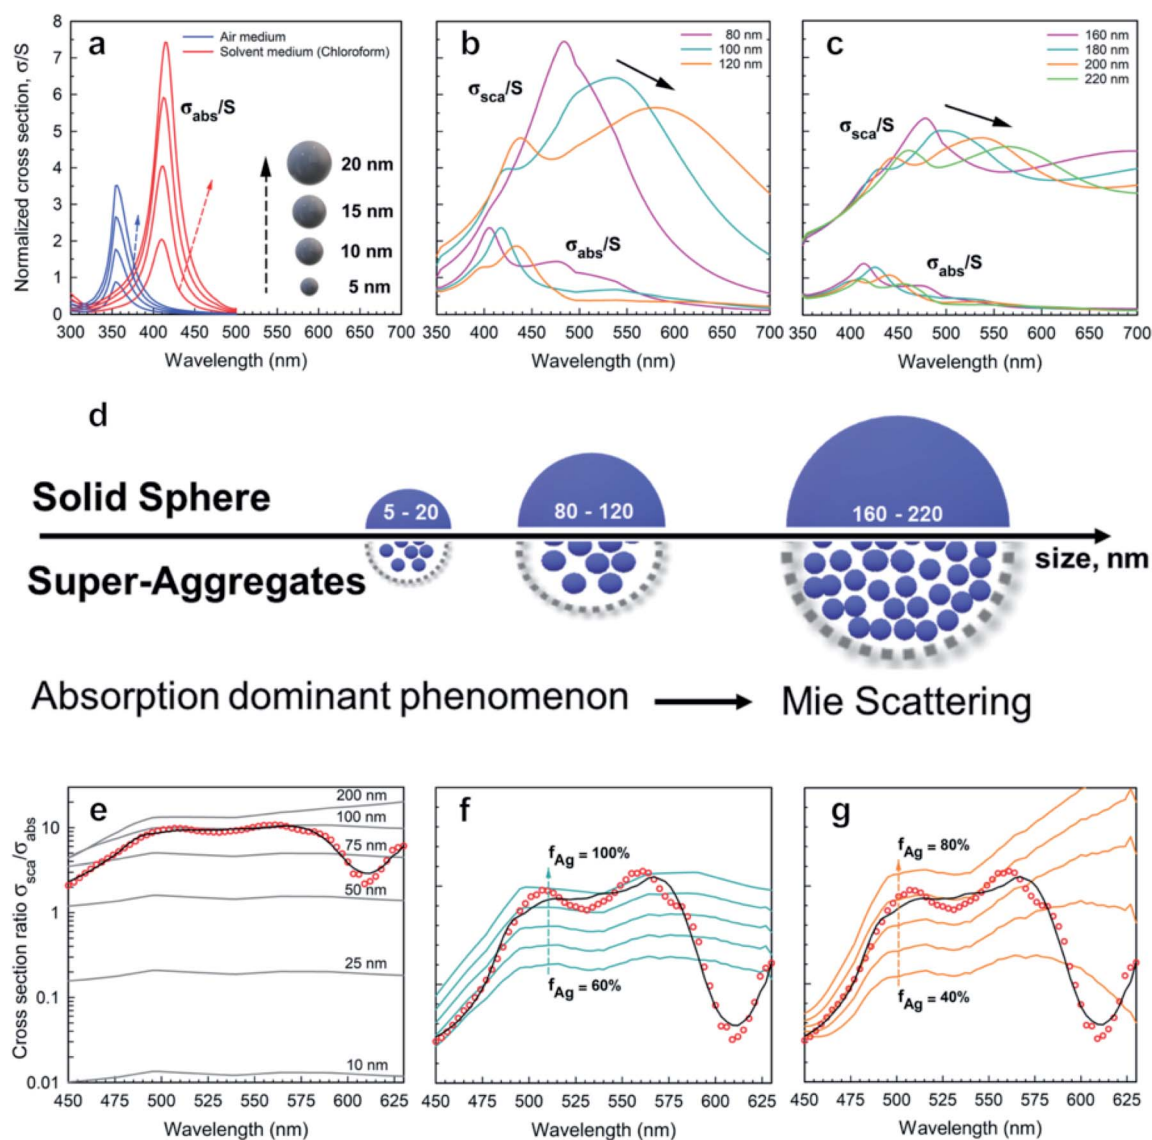 a
Air medium
Solvent medium (Chloroform)
σabs/S
20 nm
15 nm
10 nm
5 nm
Normalized cross section, σ/S
8
7
6
5
4
3
2
1
0
300 350 400 450 500 550 600 650 700
Wavelength (nm)
b
80 nm
100 nm
120 nm
σsca/S
σabs/S
350 400 450 500 550 600 650 700
Wavelength (nm)
c
160 nm
180 nm
200 nm
220 nm
σsca/S
σabs/S
350 400 450 500 550 600 650 700
Wavelength (nm)
d
Solid Sphere
5 - 20
80 - 120
160 - 220
size, nm
Super-Aggregates
Absorption dominant phenomenon
Mie Scattering
e
200 nm
100 nm
75 nm
50 nm
25 nm
10 nm
Cross section ratio σsca/σabs
10
1
0.1
0.01
450 475 500 525 550 575 600 625
Wavelength (nm)
f
fAg = 100%
fAg = 60%
450 475 500 525 550 575 600 625
Wavelength (nm)
g
fAg = 80%
fAg = 40%
450 475 500 525 550 575 600 625
Wavelength (nm)